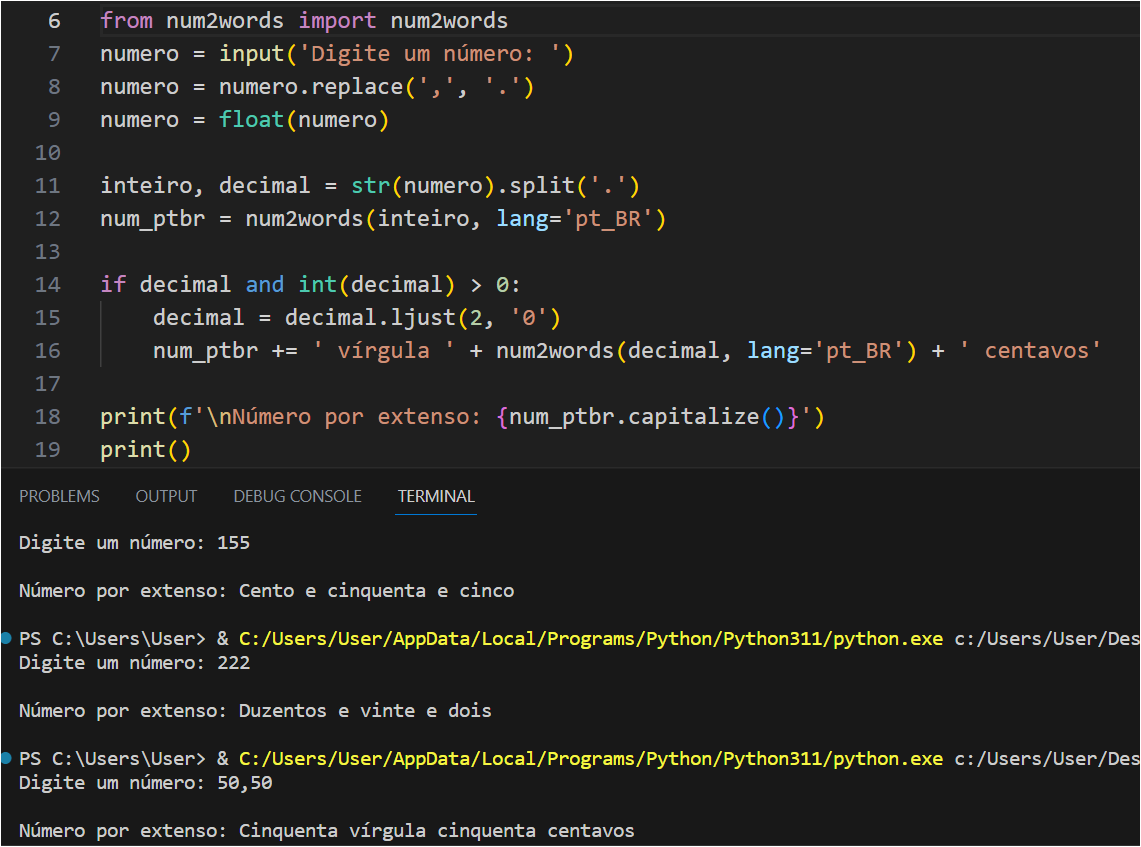 6 from num2words import num2words
7 numero = input('Digite um número: ')
8 numero = numero.replace(',', '.')
9 numero = float(numero)
10
11 inteiro, decimal = str(numero).split('.')
12 num_ptbr = num2words(inteiro, lang='pt_BR')
13
14 if decimal and int(decimal) > 0:
15     decimal = decimal.ljust(2, '0')
16     num_ptbr += ' vírgula ' + num2words(decimal, lang='pt_BR') + ' centavos'
17
18 print(f'\nNúmero por extenso: {num_ptbr.capitalize()}')
19 print()
PROBLEMS OUTPUT DEBUG CONSOLE TERMINAL
Digite um número: 155
Número por extenso: Cento e cinquenta e cinco
PS C:\Users\User> & C:/Users/User/AppData/Local/Programs/Python/Python311/python.exe c:/Users/User/Des
Digite um número: 222
Número por extenso: Duzentos e vinte e dois
PS C:\Users\User> & C:/Users/User/AppData/Local/Programs/Python/Python311/python.exe c:/Users/User/Des
Digite um número: 50,50
Número por extenso: Cinquenta vírgula cinquenta centavos